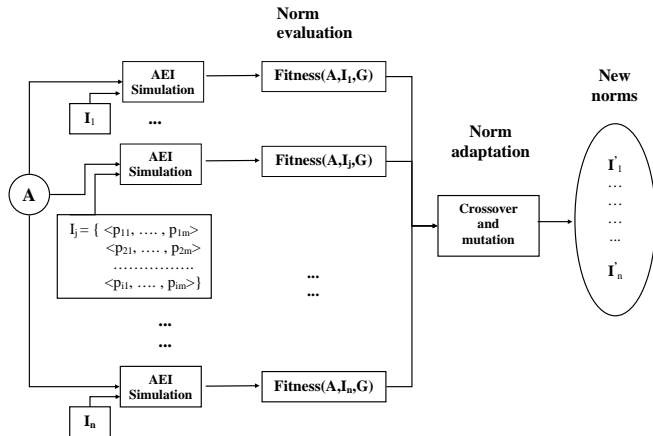 Norm
evaluation
AEI
Simulation
Fitness(A,I1,G)
I1
...
New
norms
Norm
adaptation
AEI
Simulation
Fitness(A,Ij,G)
A
Ij = { <p11, .... , p1m>
<p21, .... , p2m>
................
<pi1, .... , pim>}
Crossover
and
mutation
I'1
...
...
...
...
I'n
...
...
...
...
AEI
Simulation
Fitness(A,In,G)
In